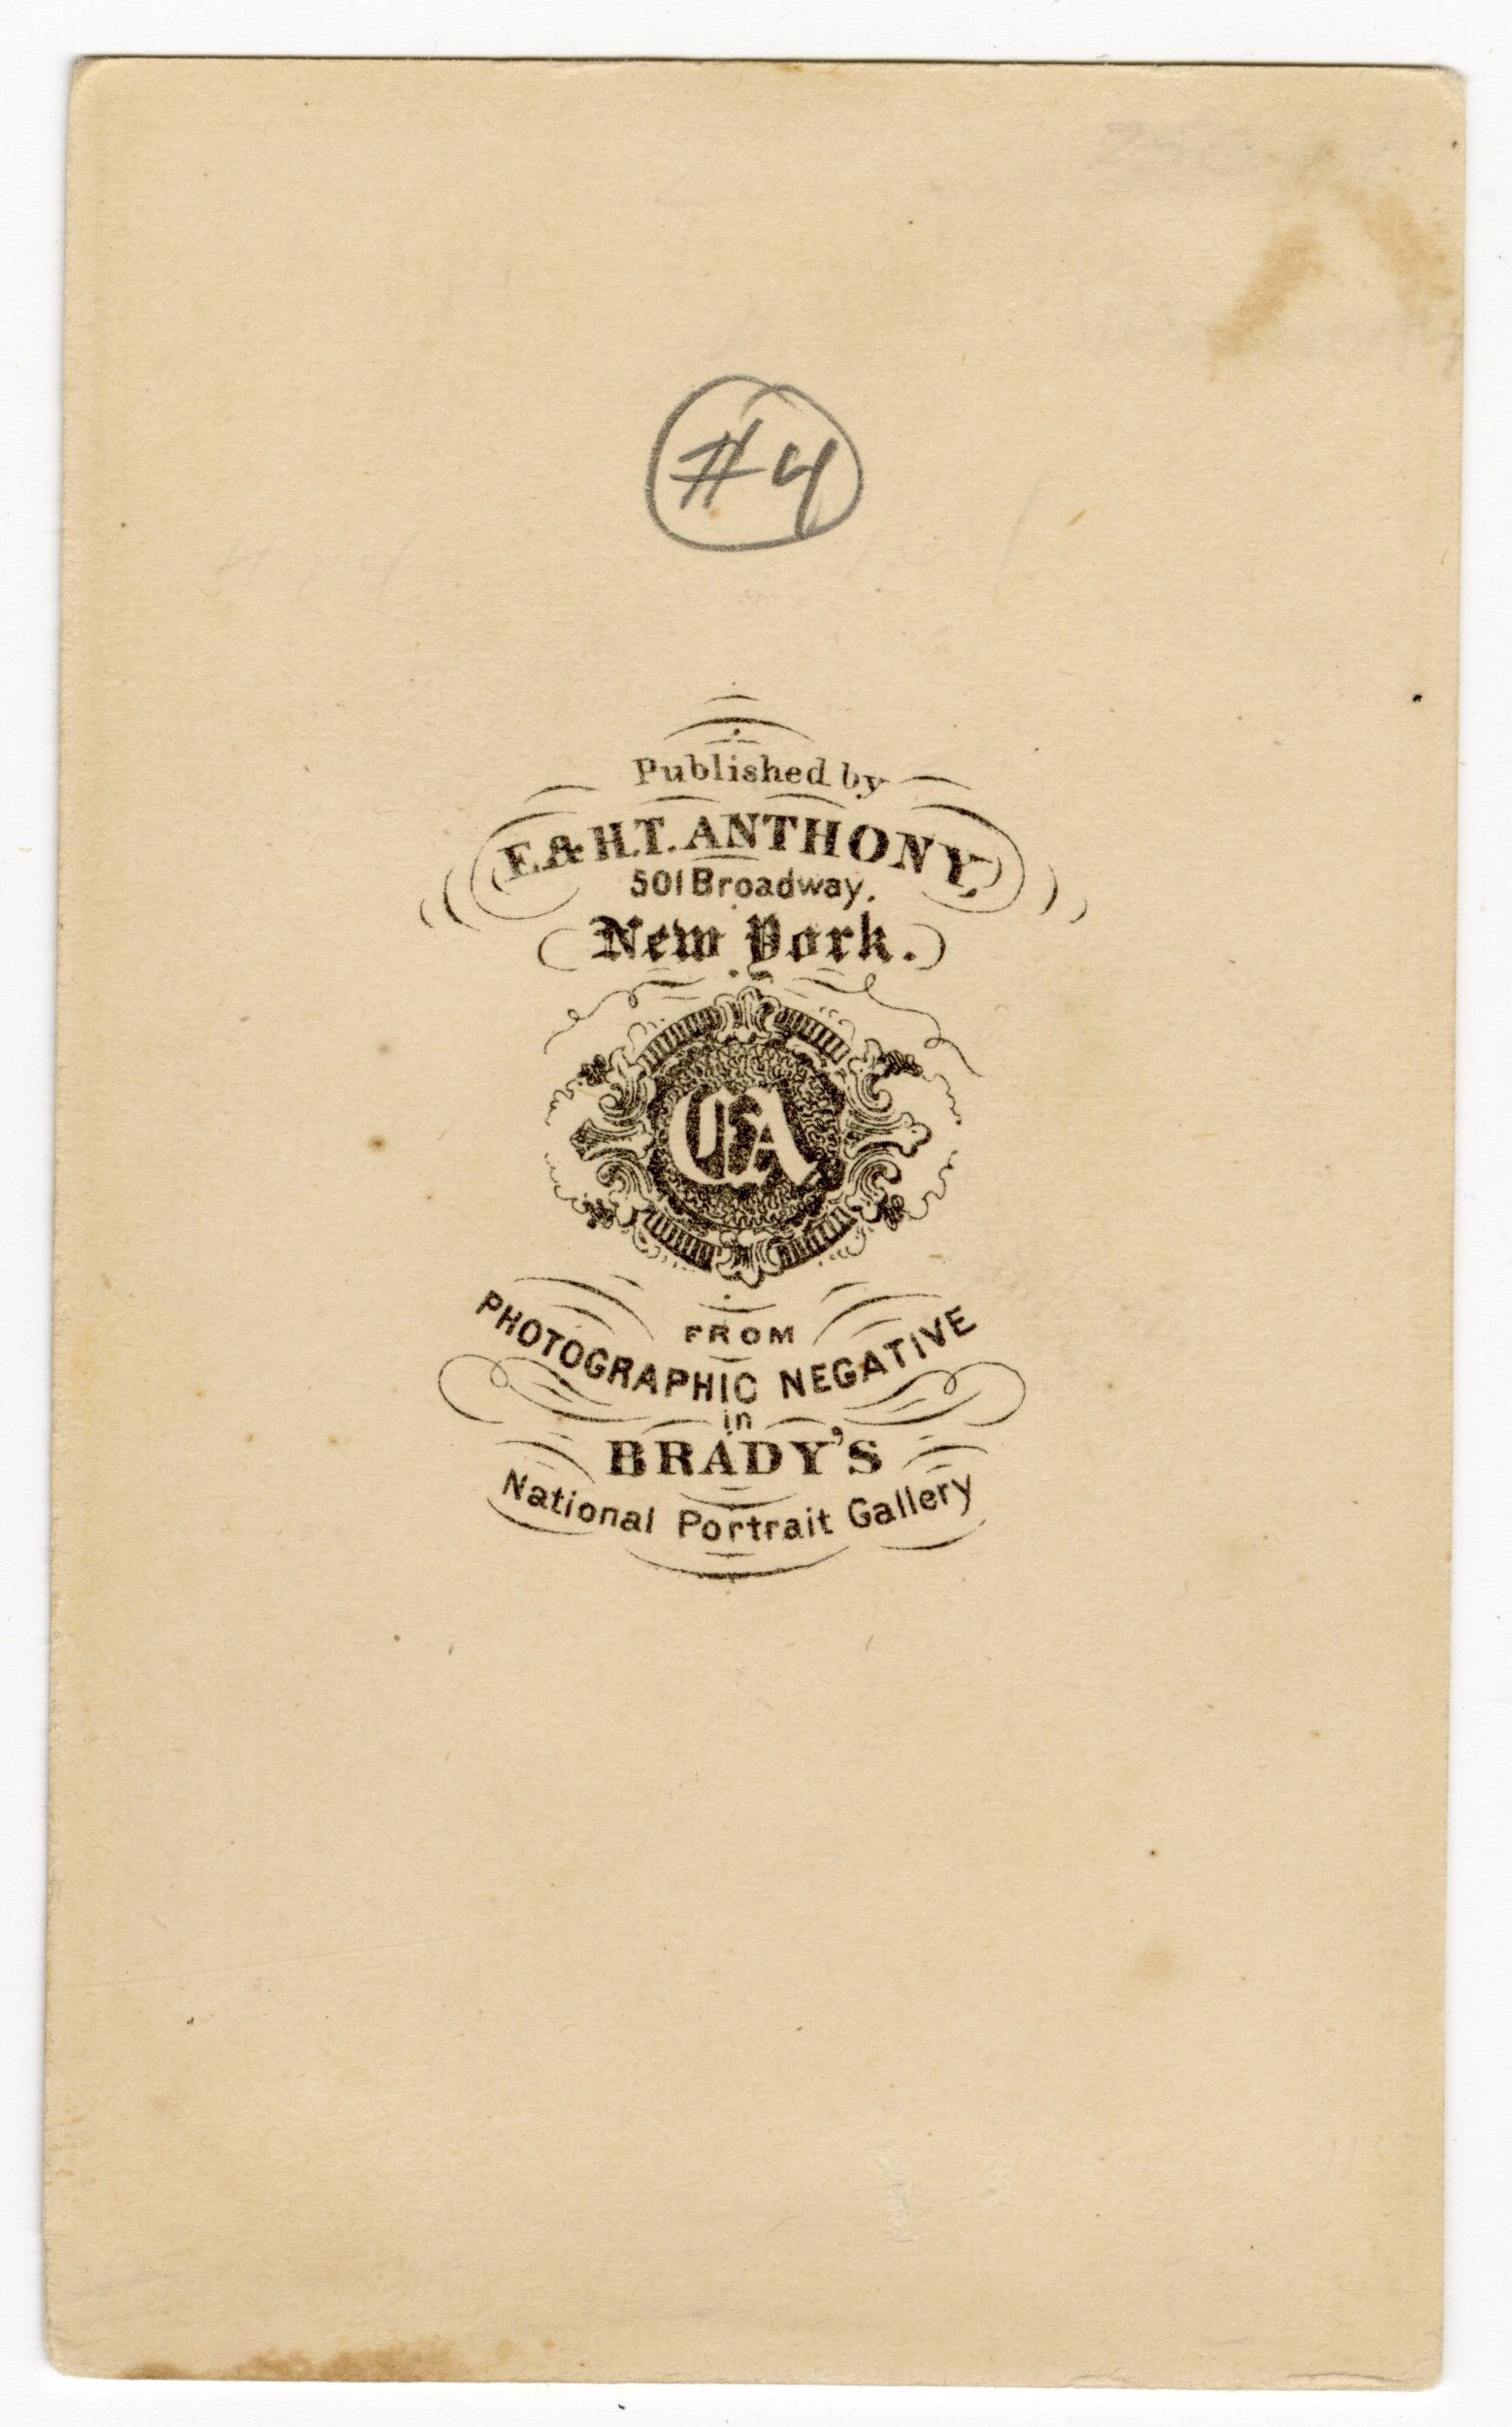 #4
Published by
E. & H.T. ANTHONY,
501 Broadway.
New York.
EA
FROM
PHOTOGRAPHIC NEGATIVE
in
BRADY'S
National Portrait Gallery